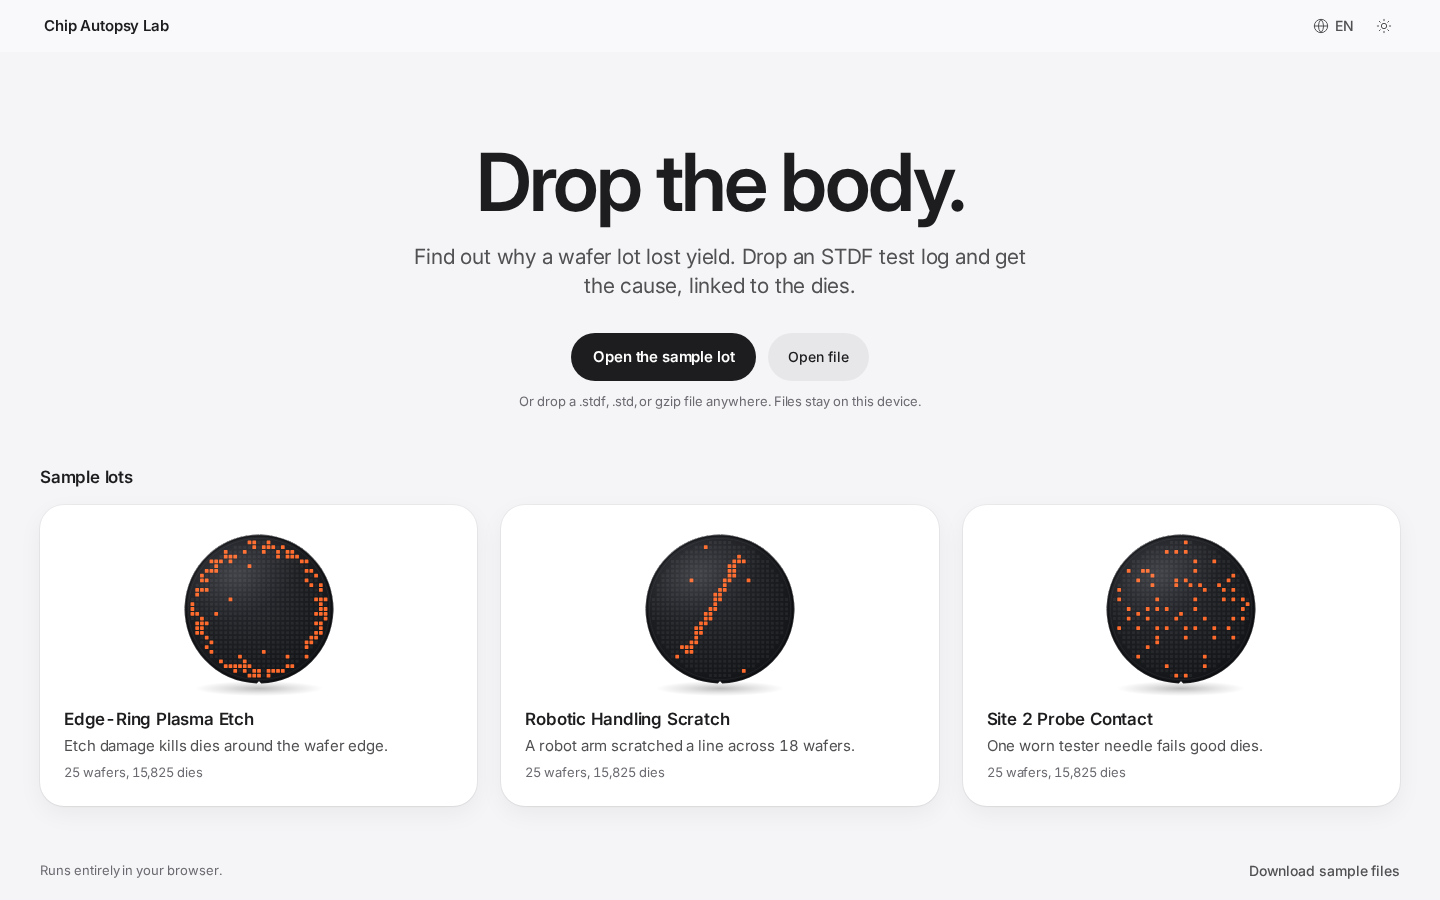 Chip Autopsy Lab
EN
Drop the body.
Find out why a wafer lot lost yield. Drop an STDF test log and get
the cause, linked to the dies.
Open the sample lot
Open file
Or drop a .stdf, .std, or gzip file anywhere. Files stay on this device.
Sample lots
Edge-Ring Plasma Etch
Etch damage kills dies around the wafer edge.
25 wafers, 15,825 dies
Robotic Handling Scratch
A robot arm scratched a line across 18 wafers.
25 wafers, 15,825 dies
Site 2 Probe Contact
One worn tester needle fails good dies.
25 wafers, 15,825 dies
Runs entirely in your browser.
Download sample files